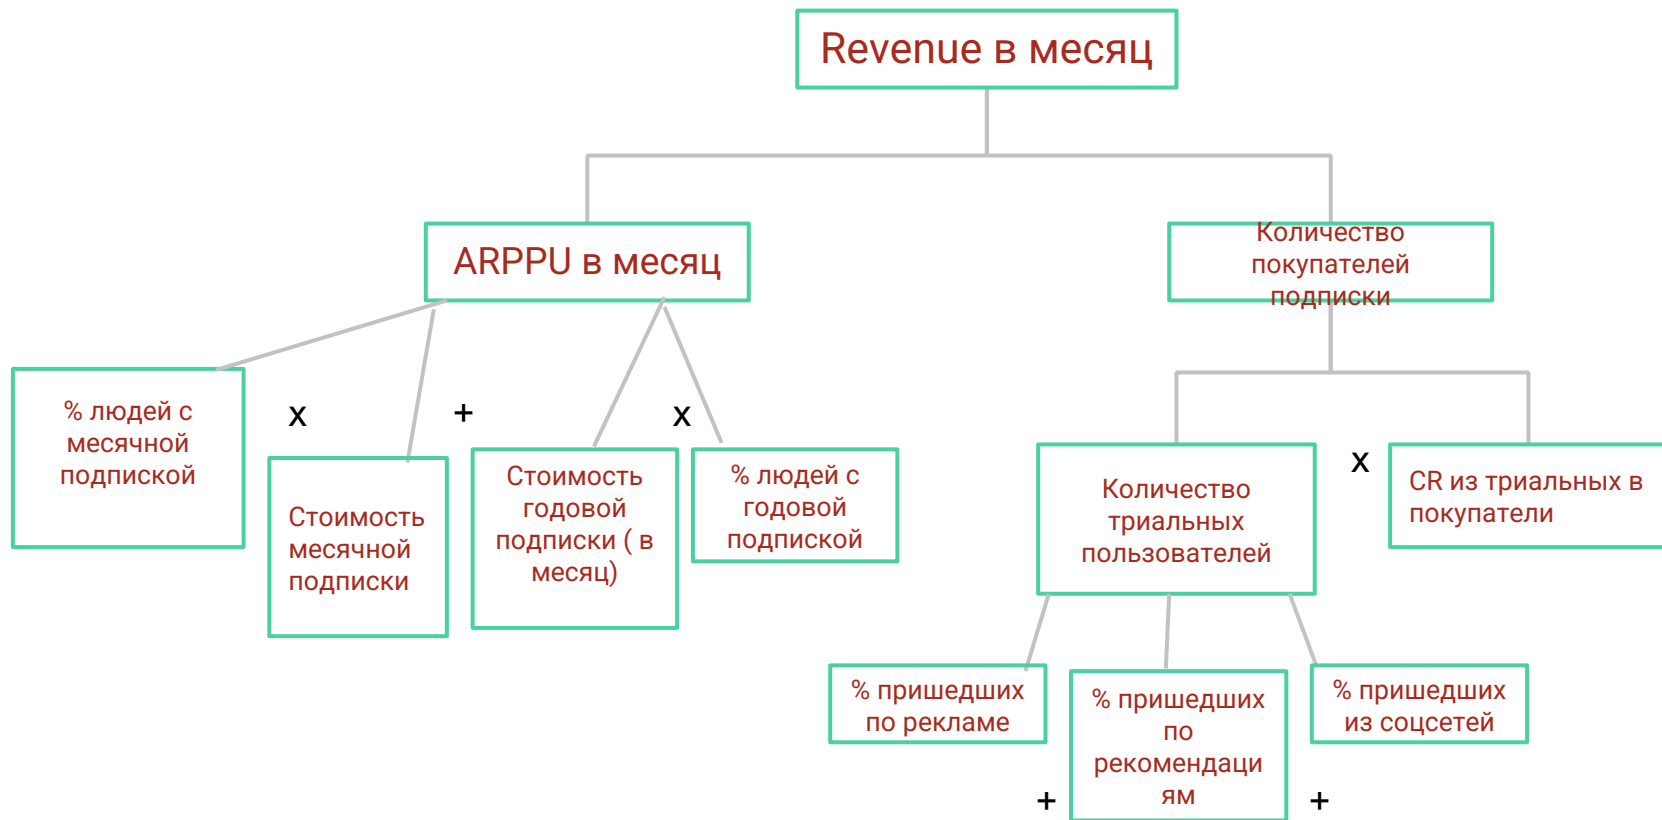 Revenue в месяц
ARPPU в месяц
Количество
покупателей
подписки
% людей с
месячной
подпиской
x
Стоимость
месячной
подписки
+
Стоимость
годовой
подписки ( в
месяц)
x
% людей с
годовой
подпиской
Количество
триальных
пользователей
x
CR из триальных в
покупатели
% пришедших
по рекламе
+
% пришедших
по
рекомендаци
ям
+
% пришедших
из соцсетей